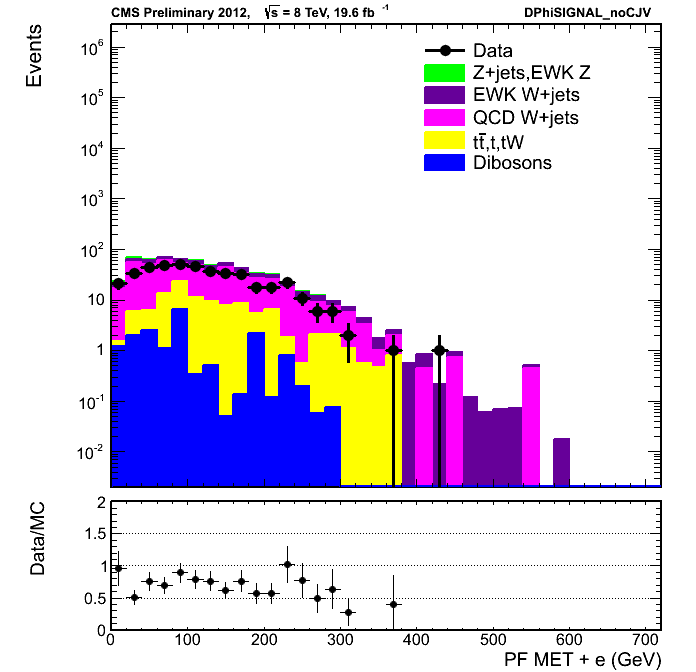 CMS Preliminary 2012, √s = 8 TeV, 19.6 fb⁻¹ DPhiSIGNAL_noCJV
Events
10⁶
10⁵
10⁴
10³
10²
10
1
10⁻¹
10⁻²
Data
Z+jets,EWK Z
EWK W+jets
QCD W+jets
tt̄,t,tW
Dibosons
Data/MC
2
1.5
1
0.5
0
0 100 200 300 400 500 600 700
PF MET + e (GeV)